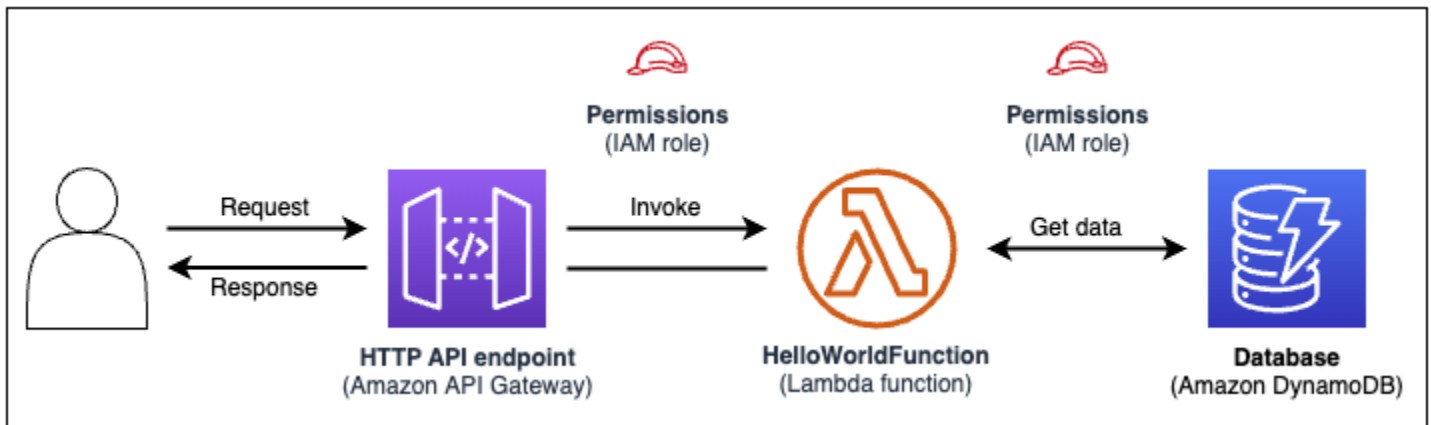 Permissions
(IAM role)
Permissions
(IAM role)
Request
Invoke
Get data
</>
Response
HTTP API endpoint
(Amazon API Gateway)
HelloWorldFunction
(Lambda function)
Database
(Amazon DynamoDB)